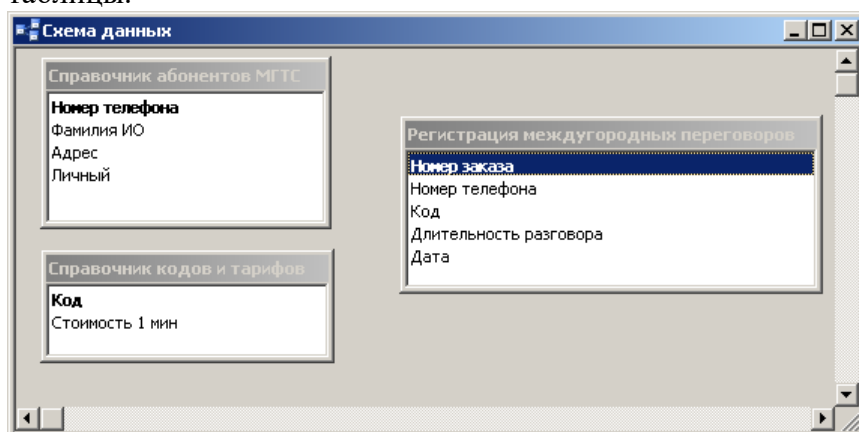 таблицы.
Схема данных
Справочник абонентов МГТС
Номер телефона
Фамилия ИО
Адрес
Личный
Регистрация междугородных переговоров
Номер заказа
Номер телефона
Код
Длительность разговора
Дата
Справочник кодов и тарифов
Код
Стоимость 1 мин